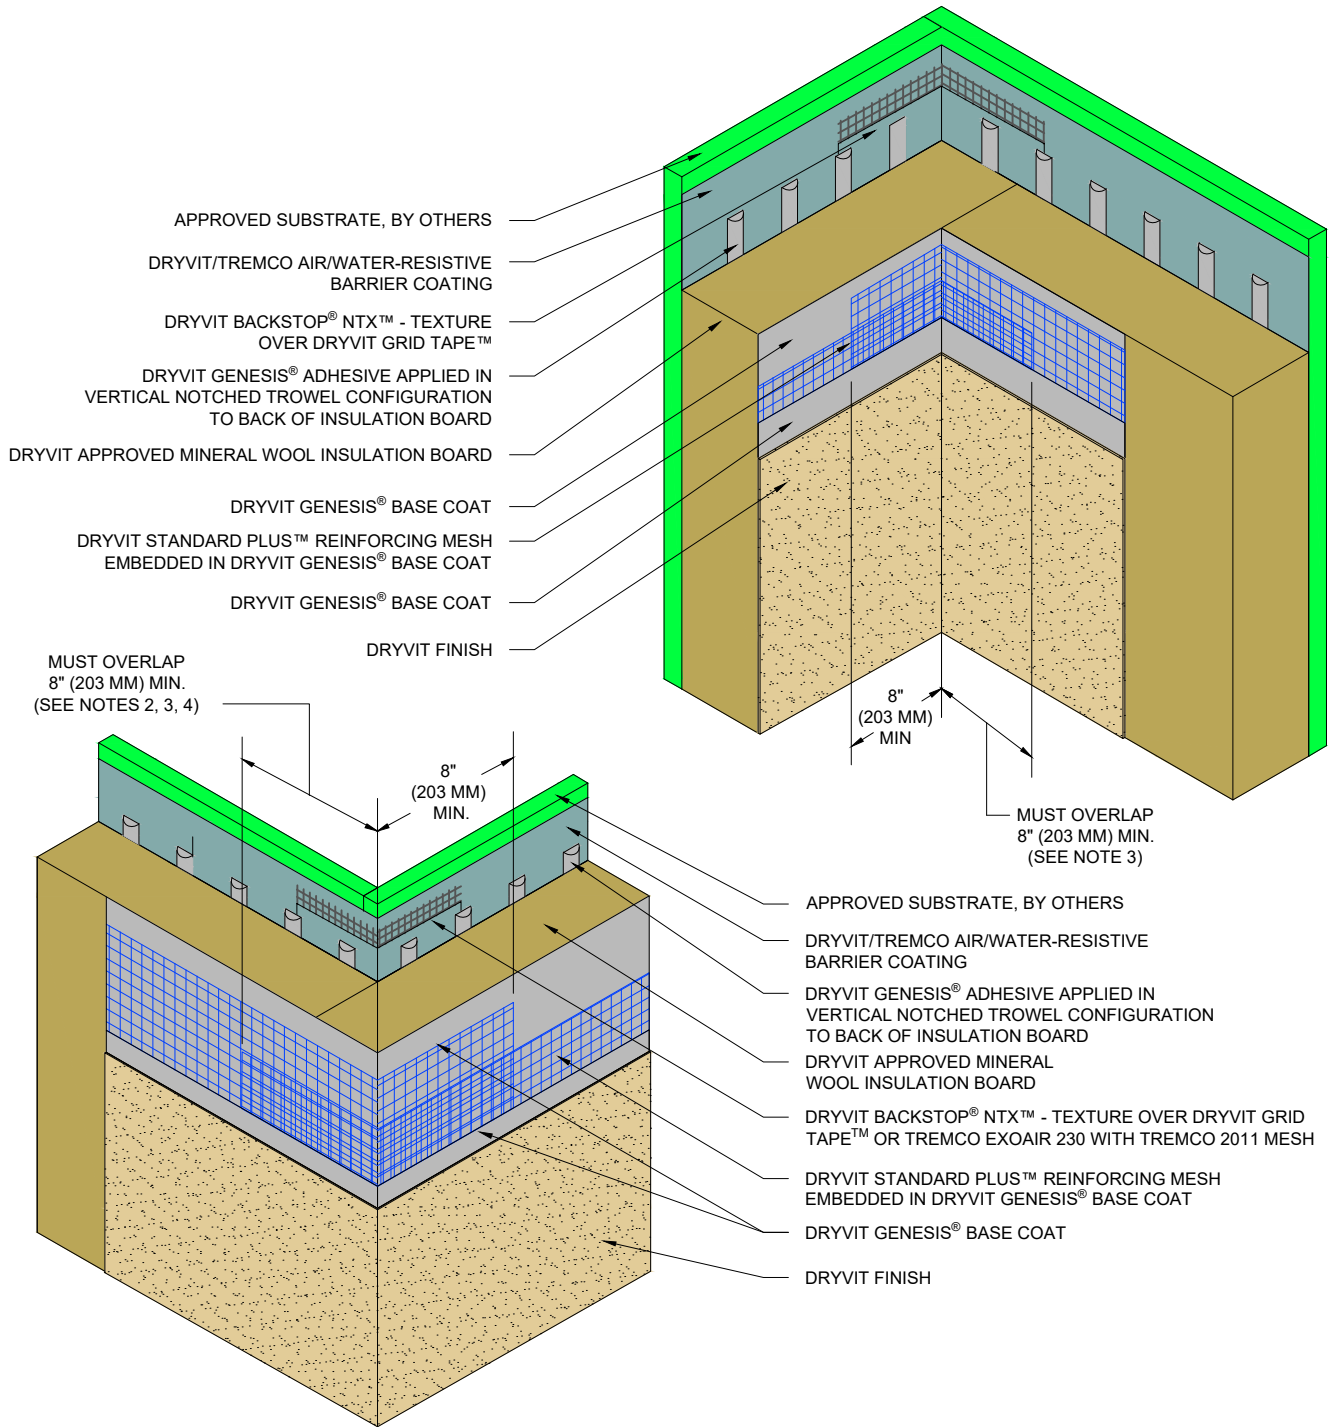 APPROVED SUBSTRATE, BY OTHERS
DRYVIT/TREMCO AIR/WATER-RESISTIVE
BARRIER COATING
DRYVIT BACKSTOP® NTX™ - TEXTURE
OVER DRYVIT GRID TAPE™
DRYVIT GENESIS® ADHESIVE APPLIED IN
VERTICAL NOTCHED TROWEL CONFIGURATION
TO BACK OF INSULATION BOARD
DRYVIT APPROVED MINERAL WOOL INSULATION BOARD
DRYVIT GENESIS® BASE COAT
DRYVIT STANDARD PLUS™ REINFORCING MESH
EMBEDDED IN DRYVIT GENESIS® BASE COAT
DRYVIT GENESIS® BASE COAT
DRYVIT FINISH
MUST OVERLAP
8" (203 MM) MIN.
(SEE NOTES 2, 3, 4)
8"
(203 MM)
MIN.
8"
(203 MM)
MIN
MUST OVERLAP
8" (203 MM) MIN.
(SEE NOTE 3)
APPROVED SUBSTRATE, BY OTHERS
DRYVIT/TREMCO AIR/WATER-RESISTIVE
BARRIER COATING
DRYVIT GENESIS® ADHESIVE APPLIED IN
VERTICAL NOTCHED TROWEL CONFIGURATION
TO BACK OF INSULATION BOARD
DRYVIT APPROVED MINERAL
WOOL INSULATION BOARD
DRYVIT BACKSTOP® NTX™ - TEXTURE OVER DRYVIT GRID
TAPE™ OR TREMCO EXOAIR 230 WITH TREMCO 2011 MESH
DRYVIT STANDARD PLUS™ REINFORCING MESH
EMBEDDED IN DRYVIT GENESIS® BASE COAT
DRYVIT GENESIS® BASE COAT
DRYVIT FINISH